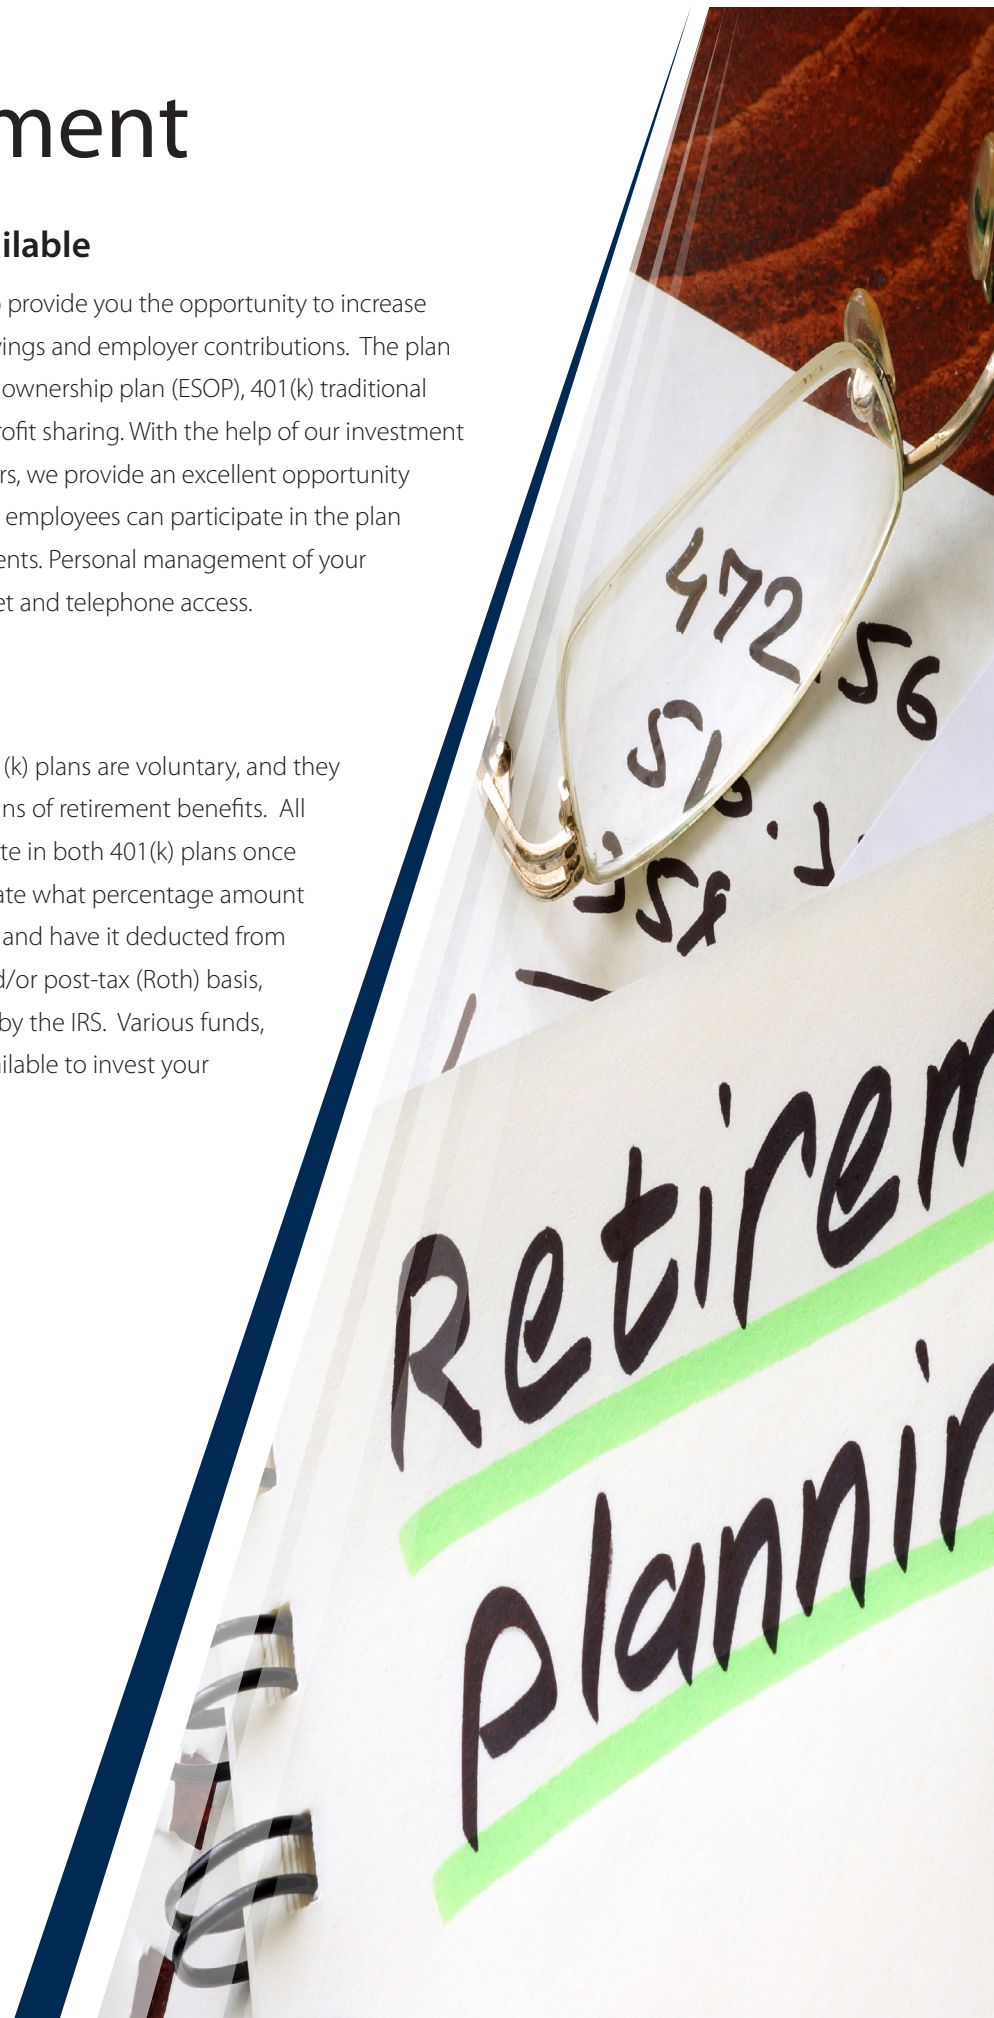 ment
ilable
provide you the opportunity to increase
ings and employer contributions. The plan
ownership plan (ESOP), 401(k) traditional
rofit sharing. With the help of our investment
rs, we provide an excellent opportunity
employees can participate in the plan
ents. Personal management of your
et and telephone access.
(k) plans are voluntary, and they
ns of retirement benefits. All
te in both 401(k) plans once
ate what percentage amount
and have it deducted from
d/or post-tax (Roth) basis,
by the IRS. Various funds,
ilable to invest your
472.56
Retirem
plannin